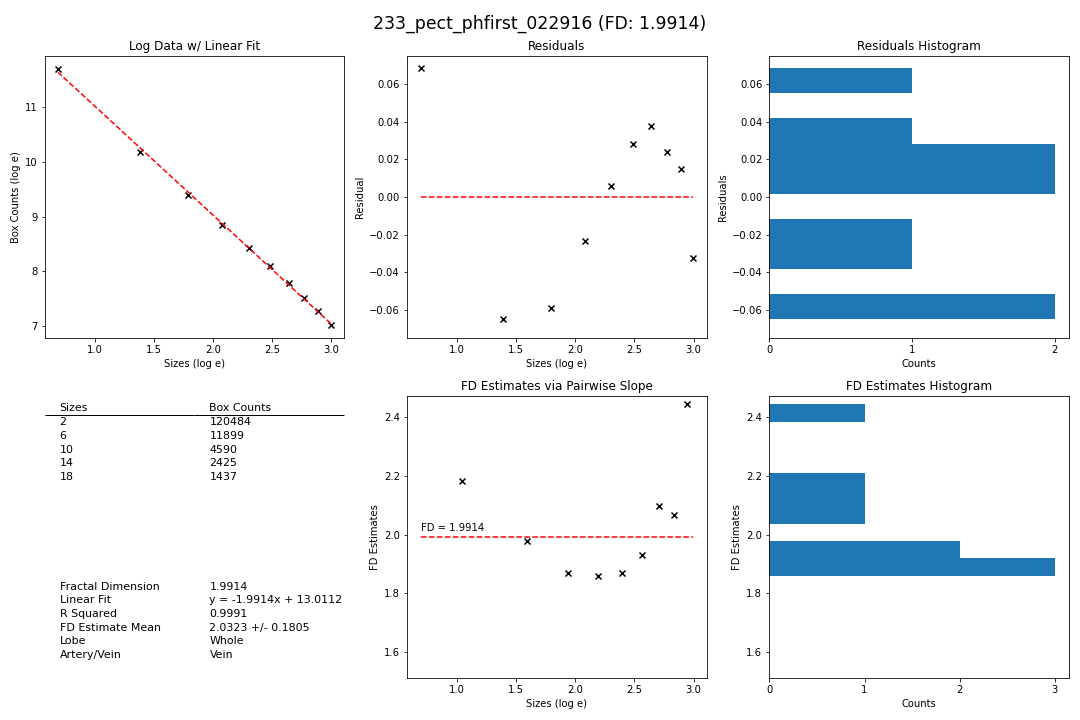 233_pect_phfirst_022916 (FD: 1.9914)
Log Data w/ Linear Fit
Box Counts (log e)
11
10
9
8
7
1.0 1.5 2.0 2.5 3.0
Sizes (log e)
Residuals
Residual
0.06
0.04
0.02
0.00
−0.02
−0.04
−0.06
1.0 1.5 2.0 2.5 3.0
Sizes (log e)
Residuals Histogram
Residuals
0.06
0.04
0.02
0.00
−0.02
−0.04
−0.06
0 1 2
Counts
Sizes Box Counts
2 120484
6 11899
10 4590
14 2425
18 1437
Fractal Dimension 1.9914
Linear Fit y = -1.9914x + 13.0112
R Squared 0.9991
FD Estimate Mean 2.0323 +/- 0.1805
Lobe Whole
Artery/Vein Vein
FD Estimates via Pairwise Slope
FD Estimates
2.4
2.2
2.0
1.8
1.6
FD = 1.9914
1.0 1.5 2.0 2.5 3.0
Sizes (log e)
FD Estimates Histogram
FD Estimates
2.4
2.2
2.0
1.8
1.6
0 1 2 3
Counts